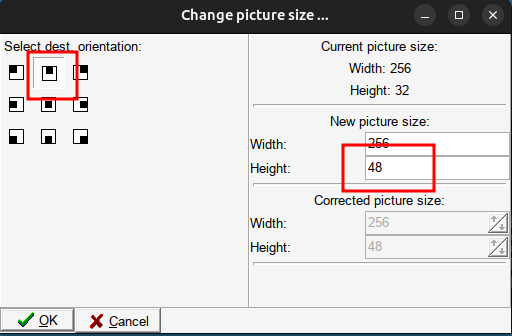 Change picture size ...
Select dest. orientation:
Current picture size:
Width: 256
Height: 32
New picture size:
Width: 256
Height: 48
Corrected picture size:
Width: 256
Height: 48
OK
Cancel